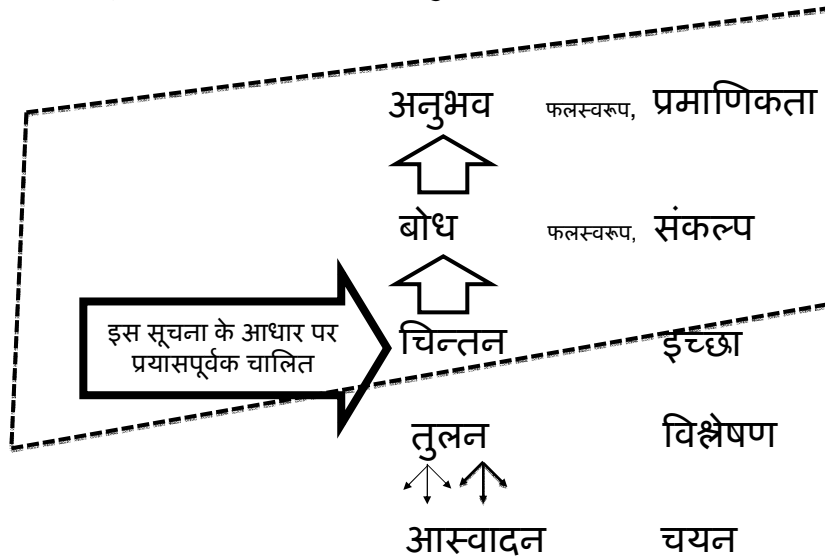 अनुभव फलस्वरूप, प्रमाणिकता
बोध फलस्वरूप, संकल्प
इस सूचना के आधार पर
प्रयासपूर्वक चालित
चिन्तन इच्छा
तुलन विश्लेषण
आस्वादन चयन